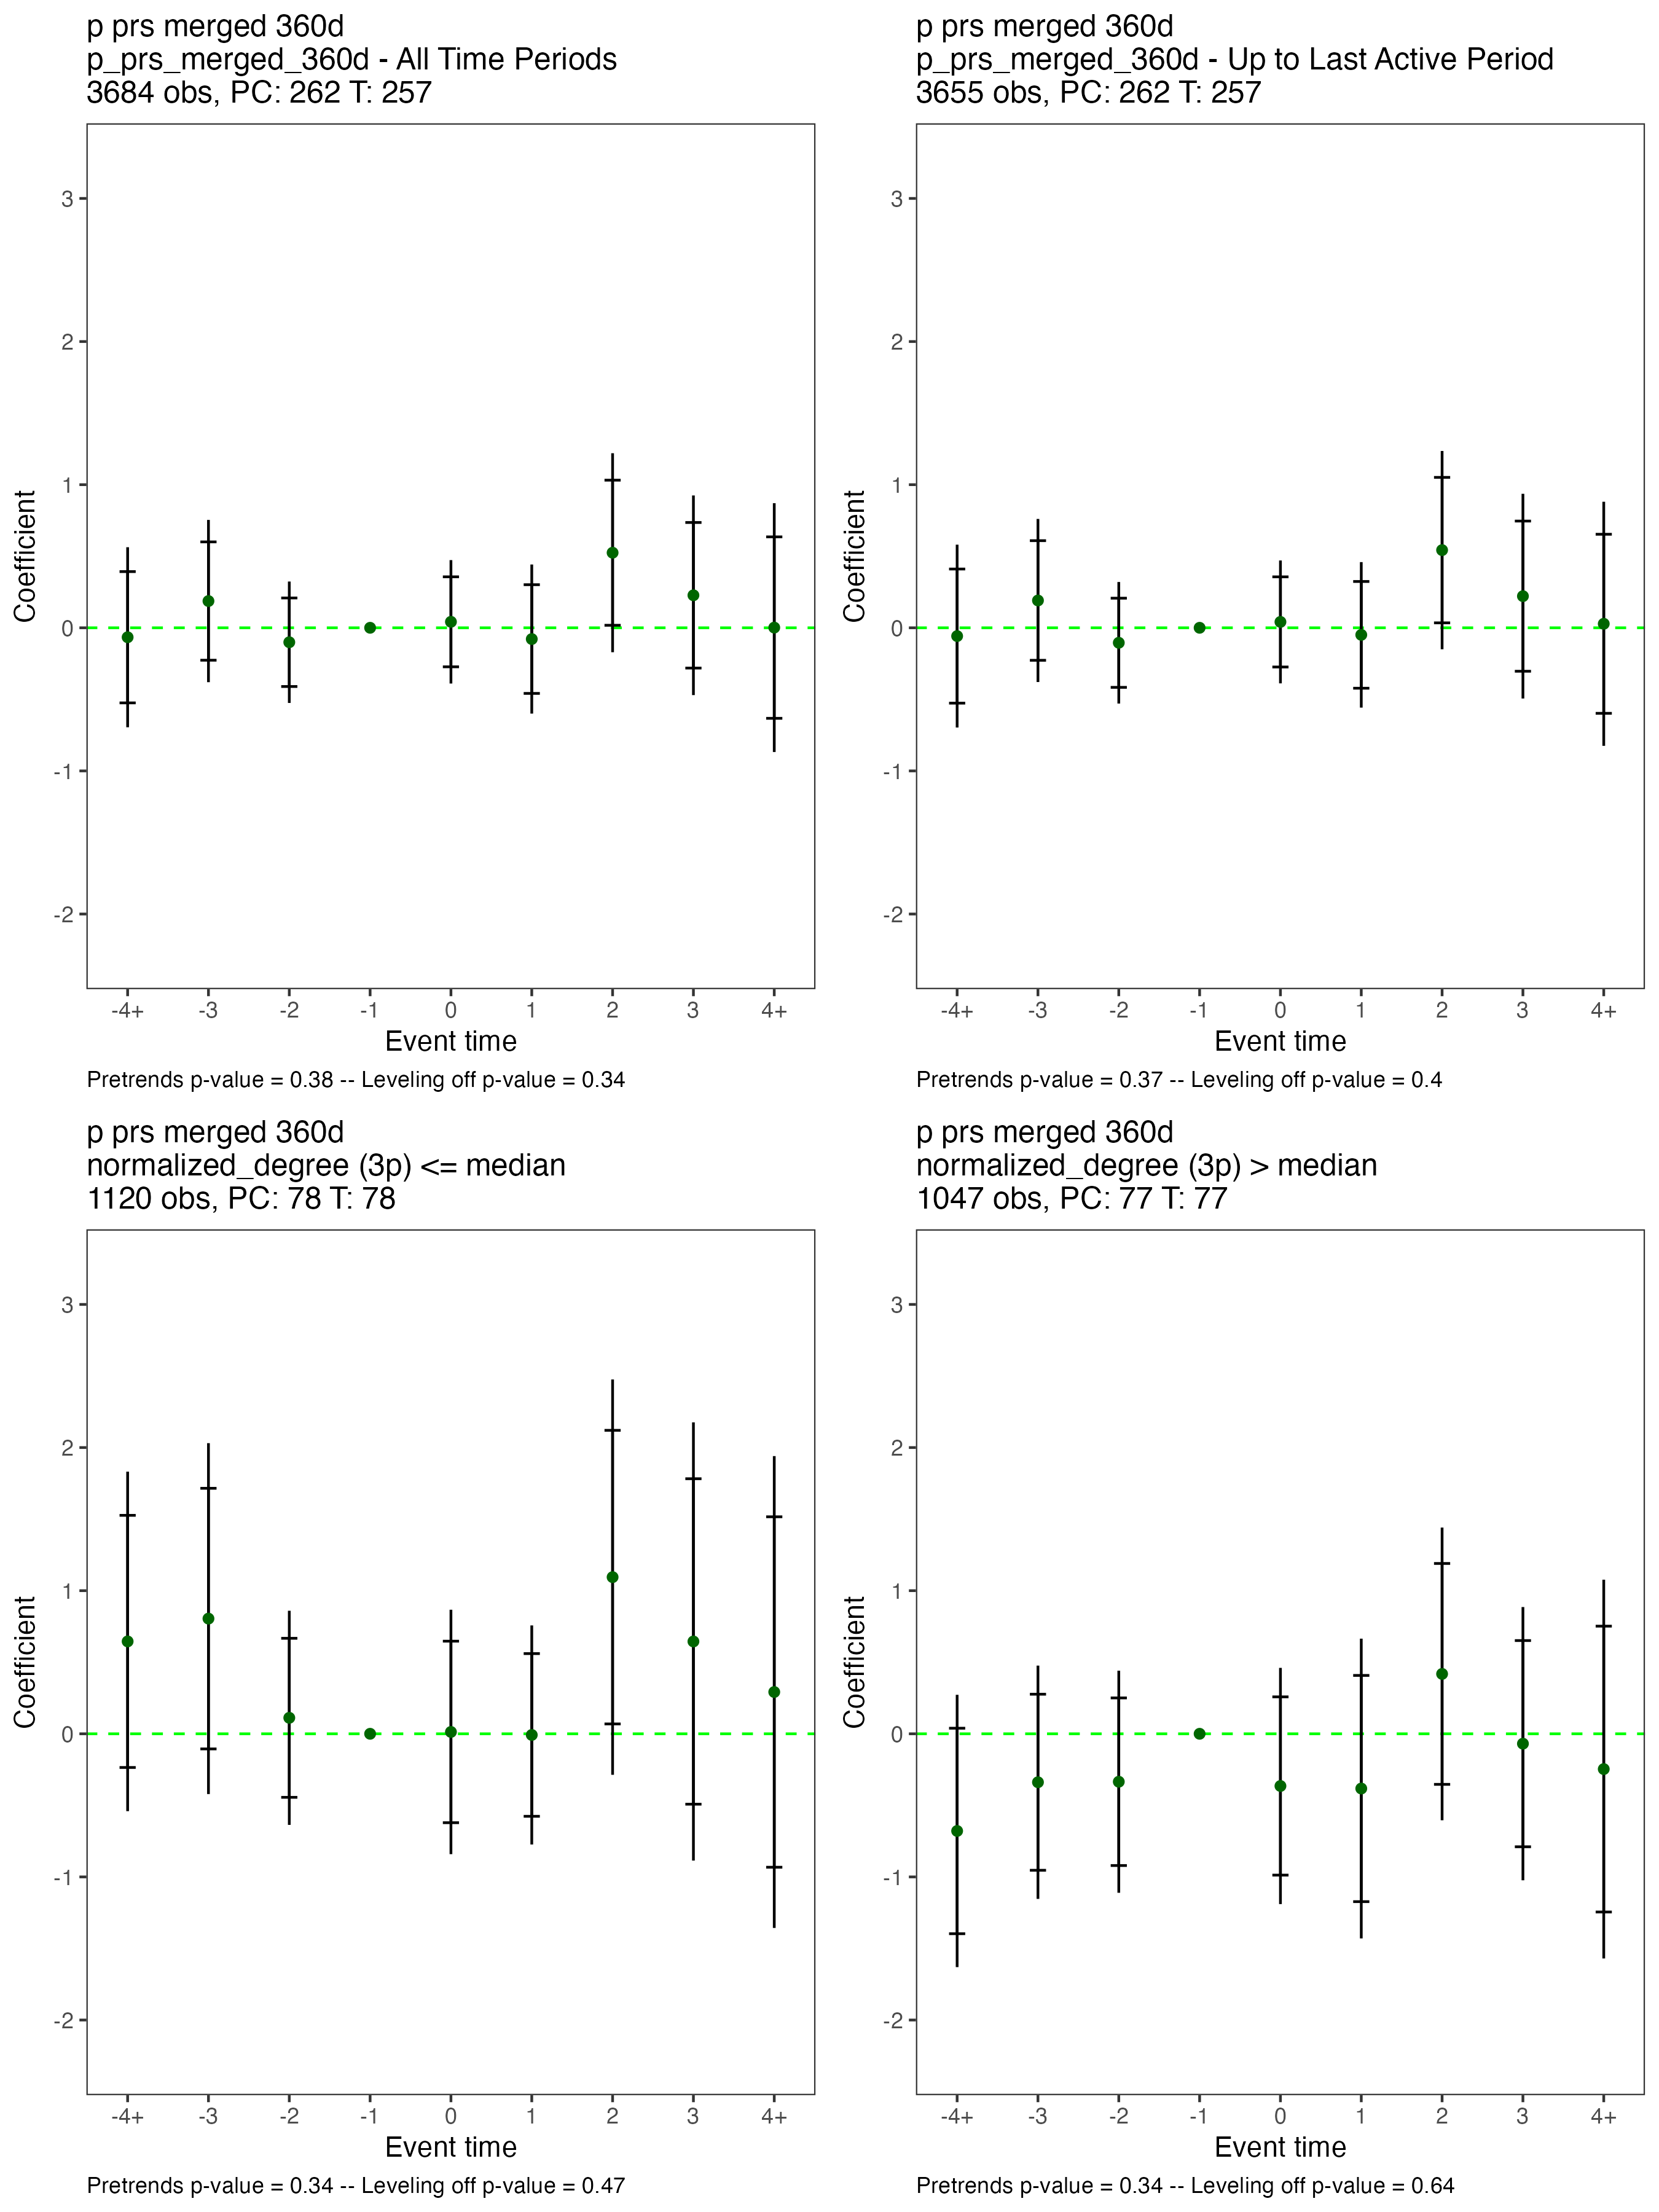 p prs merged 360d
p_prs_merged_360d - All Time Periods
3684 obs, PC: 262 T: 257
3
2
1
0
-1
-2
Coefficient
-4+ -3 -2 -1 0 1 2 3 4+
Event time
Pretrends p-value = 0.38 -- Leveling off p-value = 0.34
p prs merged 360d
p_prs_merged_360d - Up to Last Active Period
3655 obs, PC: 262 T: 257
3
2
1
0
-1
-2
Coefficient
-4+ -3 -2 -1 0 1 2 3 4+
Event time
Pretrends p-value = 0.37 -- Leveling off p-value = 0.4
p prs merged 360d
normalized_degree (3p) <= median
1120 obs, PC: 78 T: 78
3
2
1
0
-1
-2
Coefficient
-4+ -3 -2 -1 0 1 2 3 4+
Event time
Pretrends p-value = 0.34 -- Leveling off p-value = 0.47
p prs merged 360d
normalized_degree (3p) > median
1047 obs, PC: 77 T: 77
3
2
1
0
-1
-2
Coefficient
-4+ -3 -2 -1 0 1 2 3 4+
Event time
Pretrends p-value = 0.34 -- Leveling off p-value = 0.64